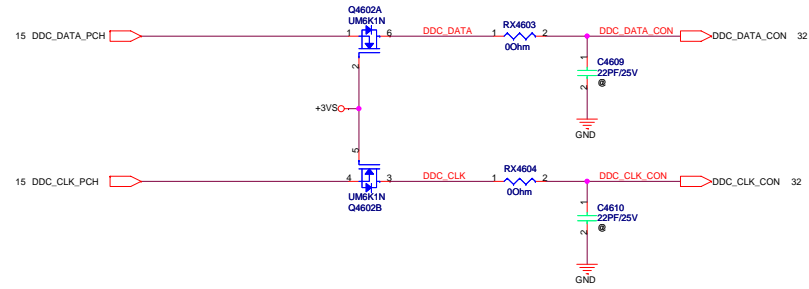 Q4602A
UM6K1N
15 DDC_DATA_PCH
1
6
DDC_DATA
1
RX4603
2
0Ohm
DDC_DATA_CON
DDC_DATA_CON 32
2
1
C4609
22PF/25V
@
2
GND
+3VS
5
15 DDC_CLK_PCH
4
3
DDC_CLK
1
RX4604
2
0Ohm
DDC_CLK_CON
DDC_CLK_CON 32
UM6K1N
Q4602B
1
C4610
22PF/25V
@
2
GND